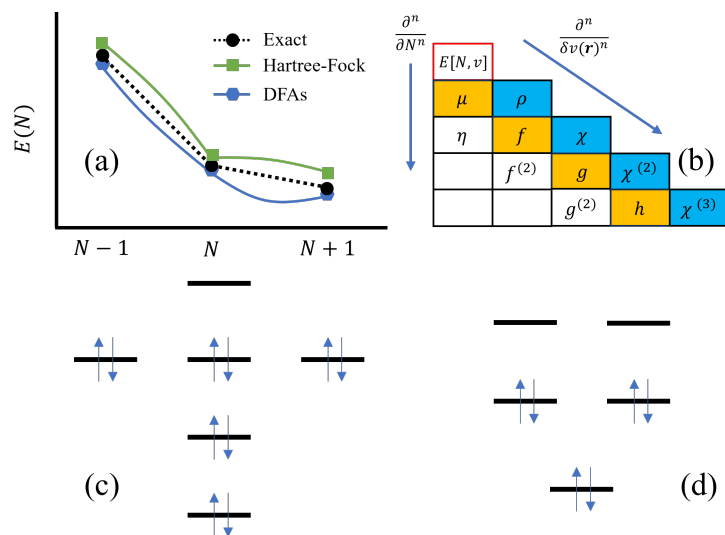 (a)
Exact
Hartree-Fock
DFAs
E(N)
N − 1
N
N + 1
∂ⁿ
∂Nⁿ
∂ⁿ
δv(r)ⁿ
E[N, v]
μ ρ
η f χ
f⁽²⁾ g χ⁽²⁾
g⁽²⁾ h χ⁽³⁾
(b)
(c)
(d)